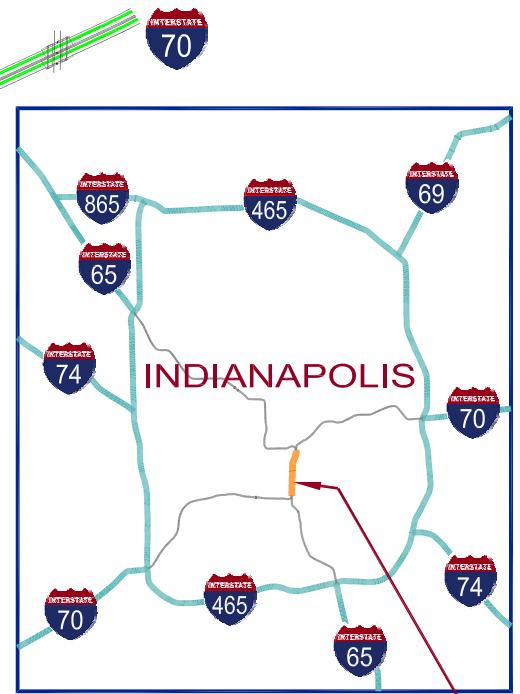 INTERSTATE
70
INTERSTATE
865
INTERSTATE
465
INTERSTATE
69
INTERSTATE
65
INTERSTATE
74
INDIANAPOLIS
INTERSTATE
70
INTERSTATE
70
INTERSTATE
465
INTERSTATE
74
INTERSTATE
65